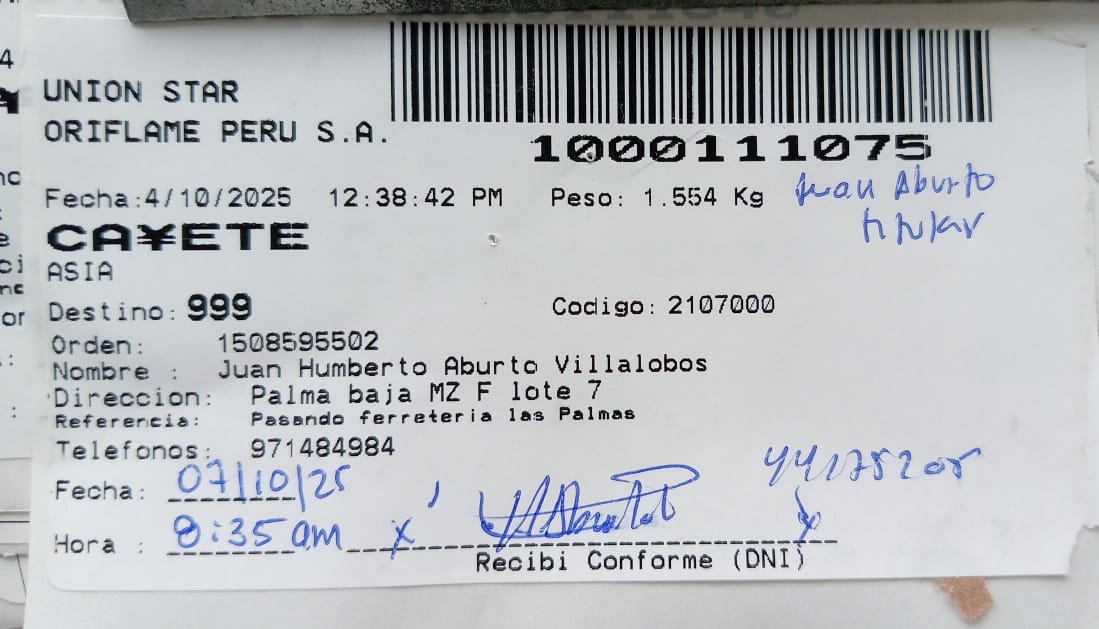 UNION STAR
ORIFLAME PERU S.A.
1000111075
Fecha:4/10/2025 12:38:42 PM Peso: 1.554 Kg
Juan Aburto
titular
CA¥ETE
ASIA
Destino: 999 Codigo: 2107000
Orden: 1508595502
Nombre : Juan Humberto Aburto Villalobos
Direccion: Palma baja MZ F lote 7
Referencia: Pasando ferreteria las Palmas
Telefonos: 971484984
Fecha: 07/10/25
Hora : 8:35 am x
Recibi Conforme (DNI)